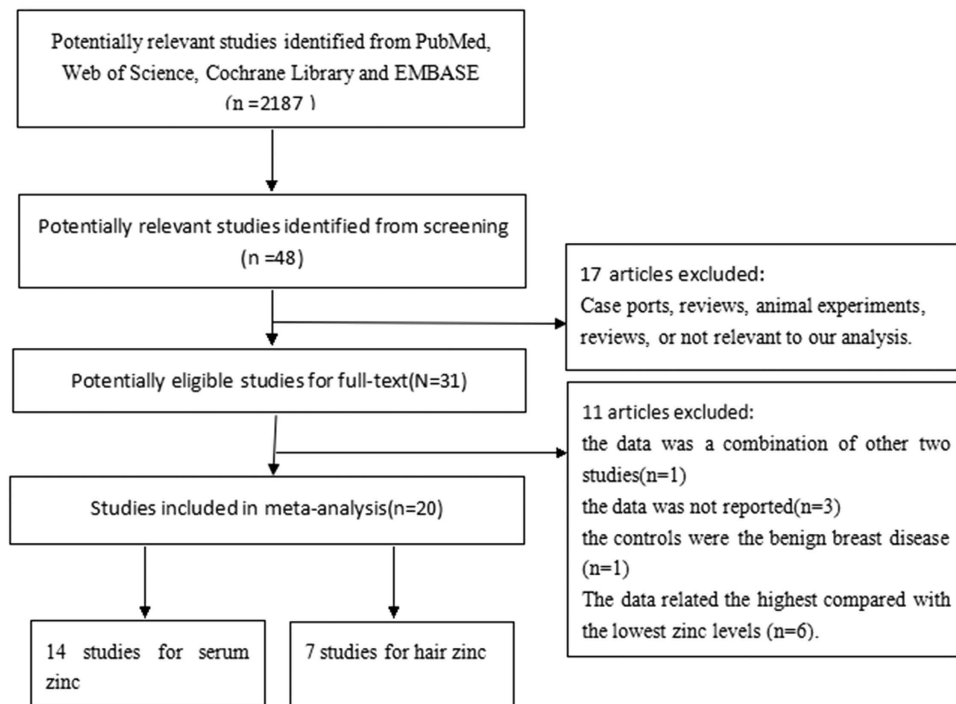 Potentially relevant studies identified from PubMed,
Web of Science, Cochrane Library and EMBASE
(n =2187 )
Potentially relevant studies identified from screening
(n =48)
17 articles excluded:
Case ports, reviews, animal experiments,
reviews, or not relevant to our analysis.
Potentially eligible studies for full-text(N=31)
11 articles excluded:
the data was a combination of other two
studies(n=1)
the data was not reported(n=3)
the controls were the benign breast disease
(n=1)
The data related the highest compared with
the lowest zinc levels (n=6).
Studies included in meta-analysis(n=20)
14 studies for serum
zinc
7 studies for hair zinc